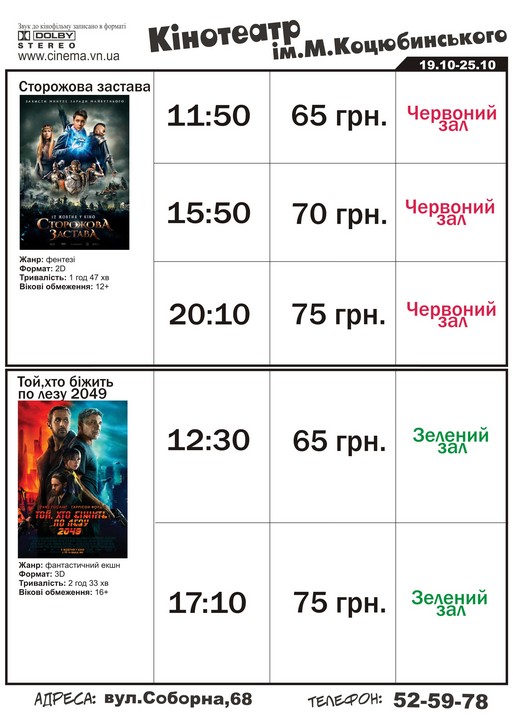 Звук до кінофільму записано в форматі
DOLBY
STEREO
www.cinema.vn.ua
Кінотеатр
ім.М.Коцюбинського
19.10-25.10
Сторожова застава
11:50 65 грн. Червоний
зал
12 ЖОВТНЯ У КІНО
СТОРОЖОВА
ЗАСТАВА
15:50 70 грн. Червоний
зал
Жанр: фентезі
Формат: 2D
Тривалість: 1 год 47 хв
Вікові обмеження: 12+
20:10 75 грн. Червоний
зал
Той,хто біжить
по лезу 2049
12:30 65 грн. Зелений
зал
ТОЙ, ХТО БІЖИТЬ
ПО ЛЕЗУ
2049
Жанр: фантастичний екшн
Формат: 3D
Тривалість: 2 год 33 хв
Вікові обмеження: 16+
17:10 75 грн. Зелений
зал
АДРЕСА: вул.Соборна,68
ТЕЛЕФОН: 52-59-78